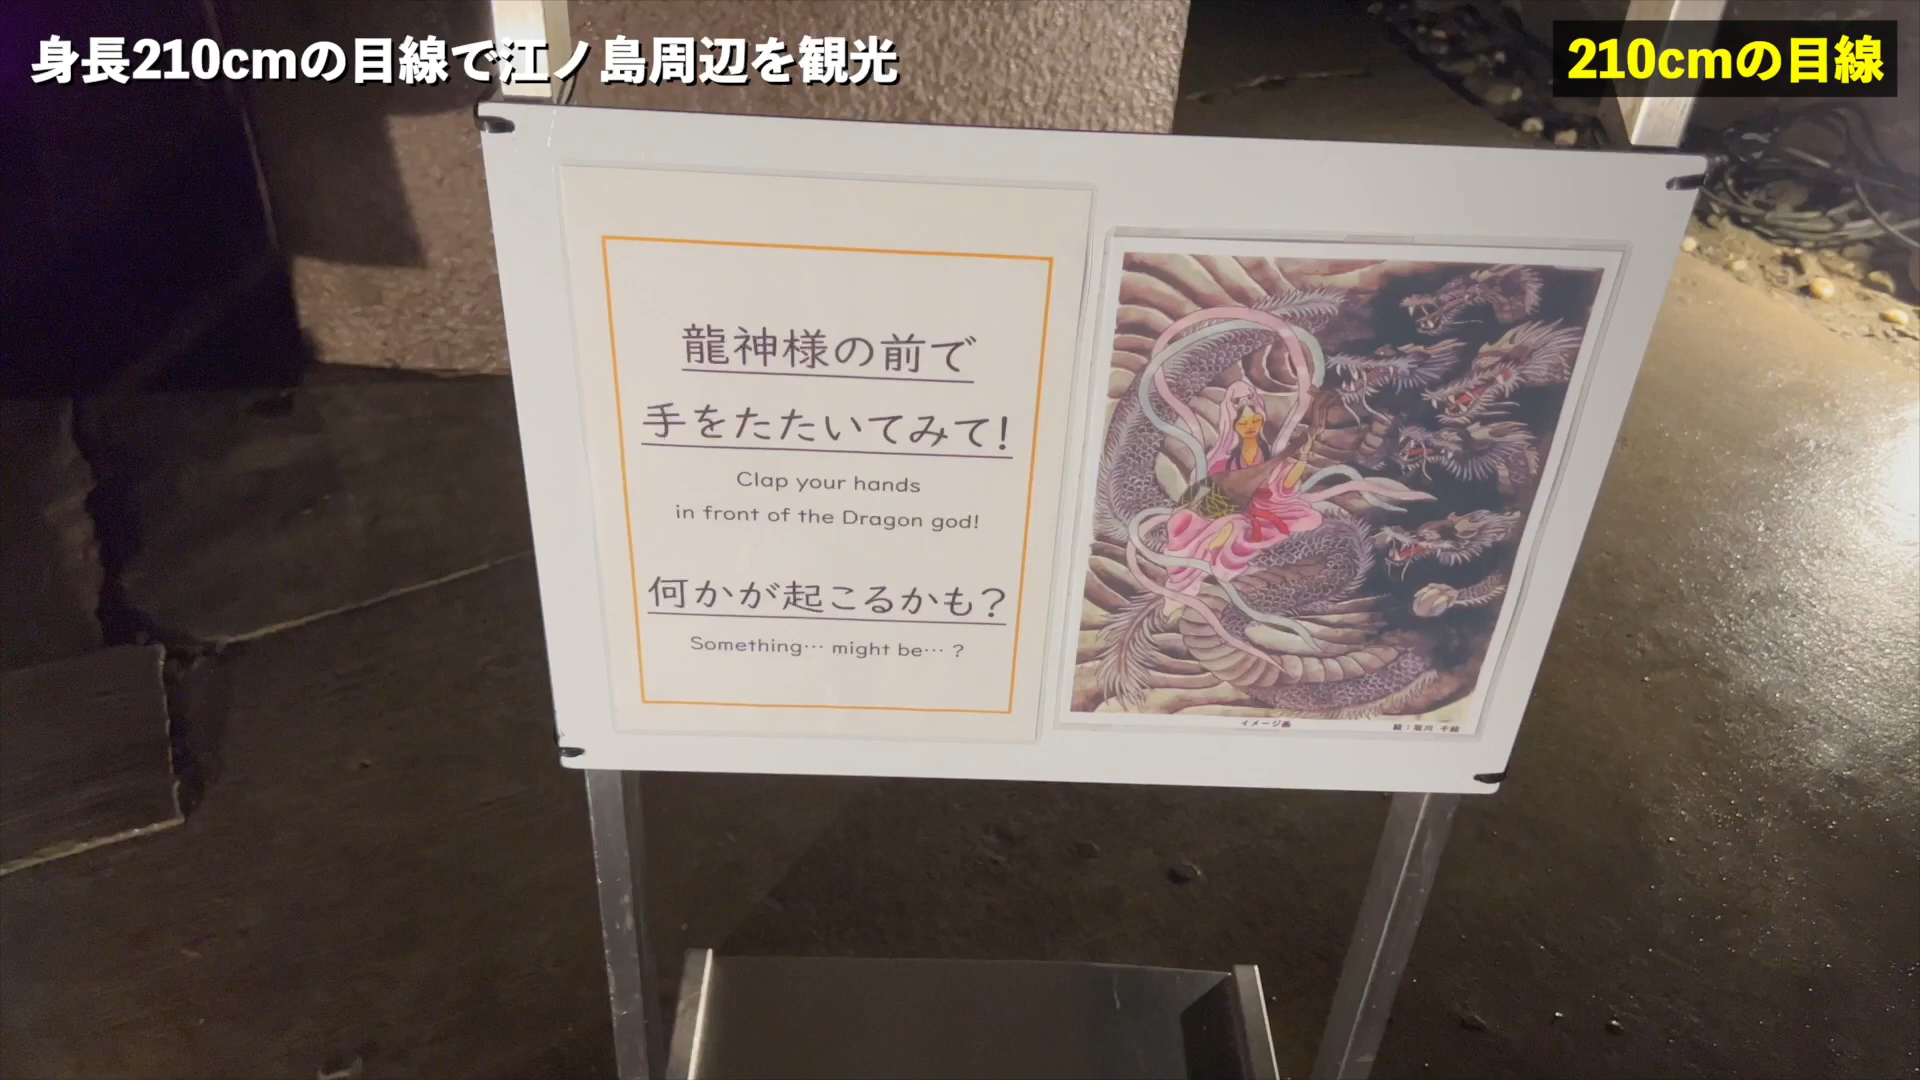 身長210cmの目線で江ノ島周辺を観光
210cmの目線
龍神様の前で
手をたたいてみて!
Clap your hands
in front of the Dragon god!
何かが起こるかも?
Something… might be… ?
イメージ画